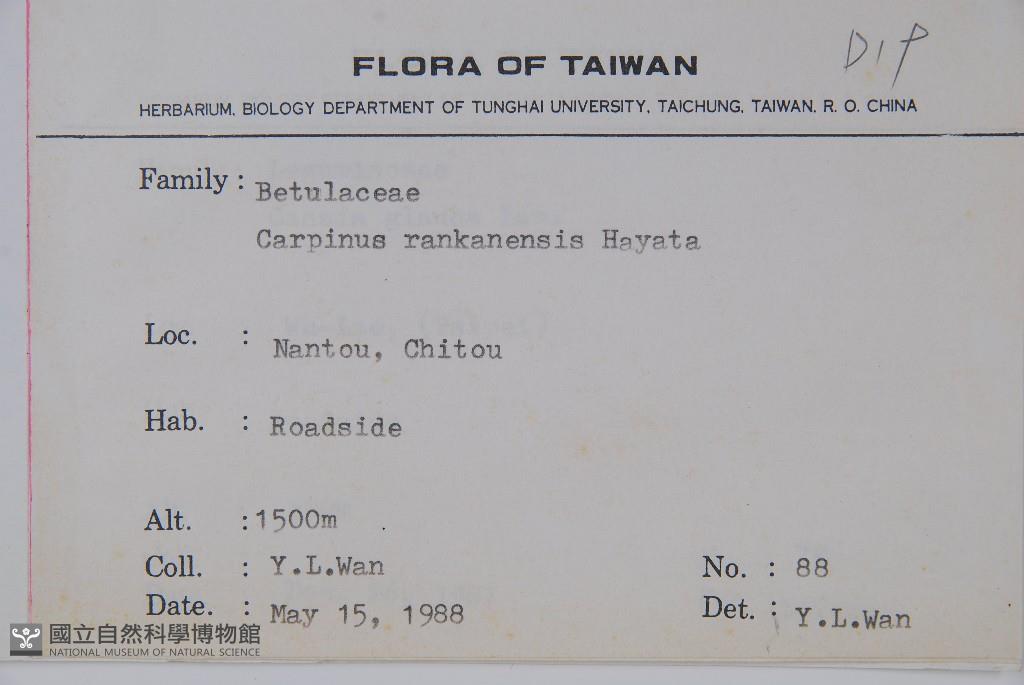 DIP
FLORA OF TAIWAN
HERBARIUM, BIOLOGY DEPARTMENT OF TUNGHAI UNIVERSITY, TAICHUNG, TAIWAN, R. O. CHINA
Family : Betulaceae
Carpinus rankanensis Hayata
Loc. : Nantou, Chitou
Hab. : Roadside
Alt. : 1500m
Coll. : Y.L.Wan No. : 88
Date. : May 15, 1988 Det. : Y.L.Wan
國立自然科學博物館
NATIONAL MUSEUM OF NATURAL SCIENCE